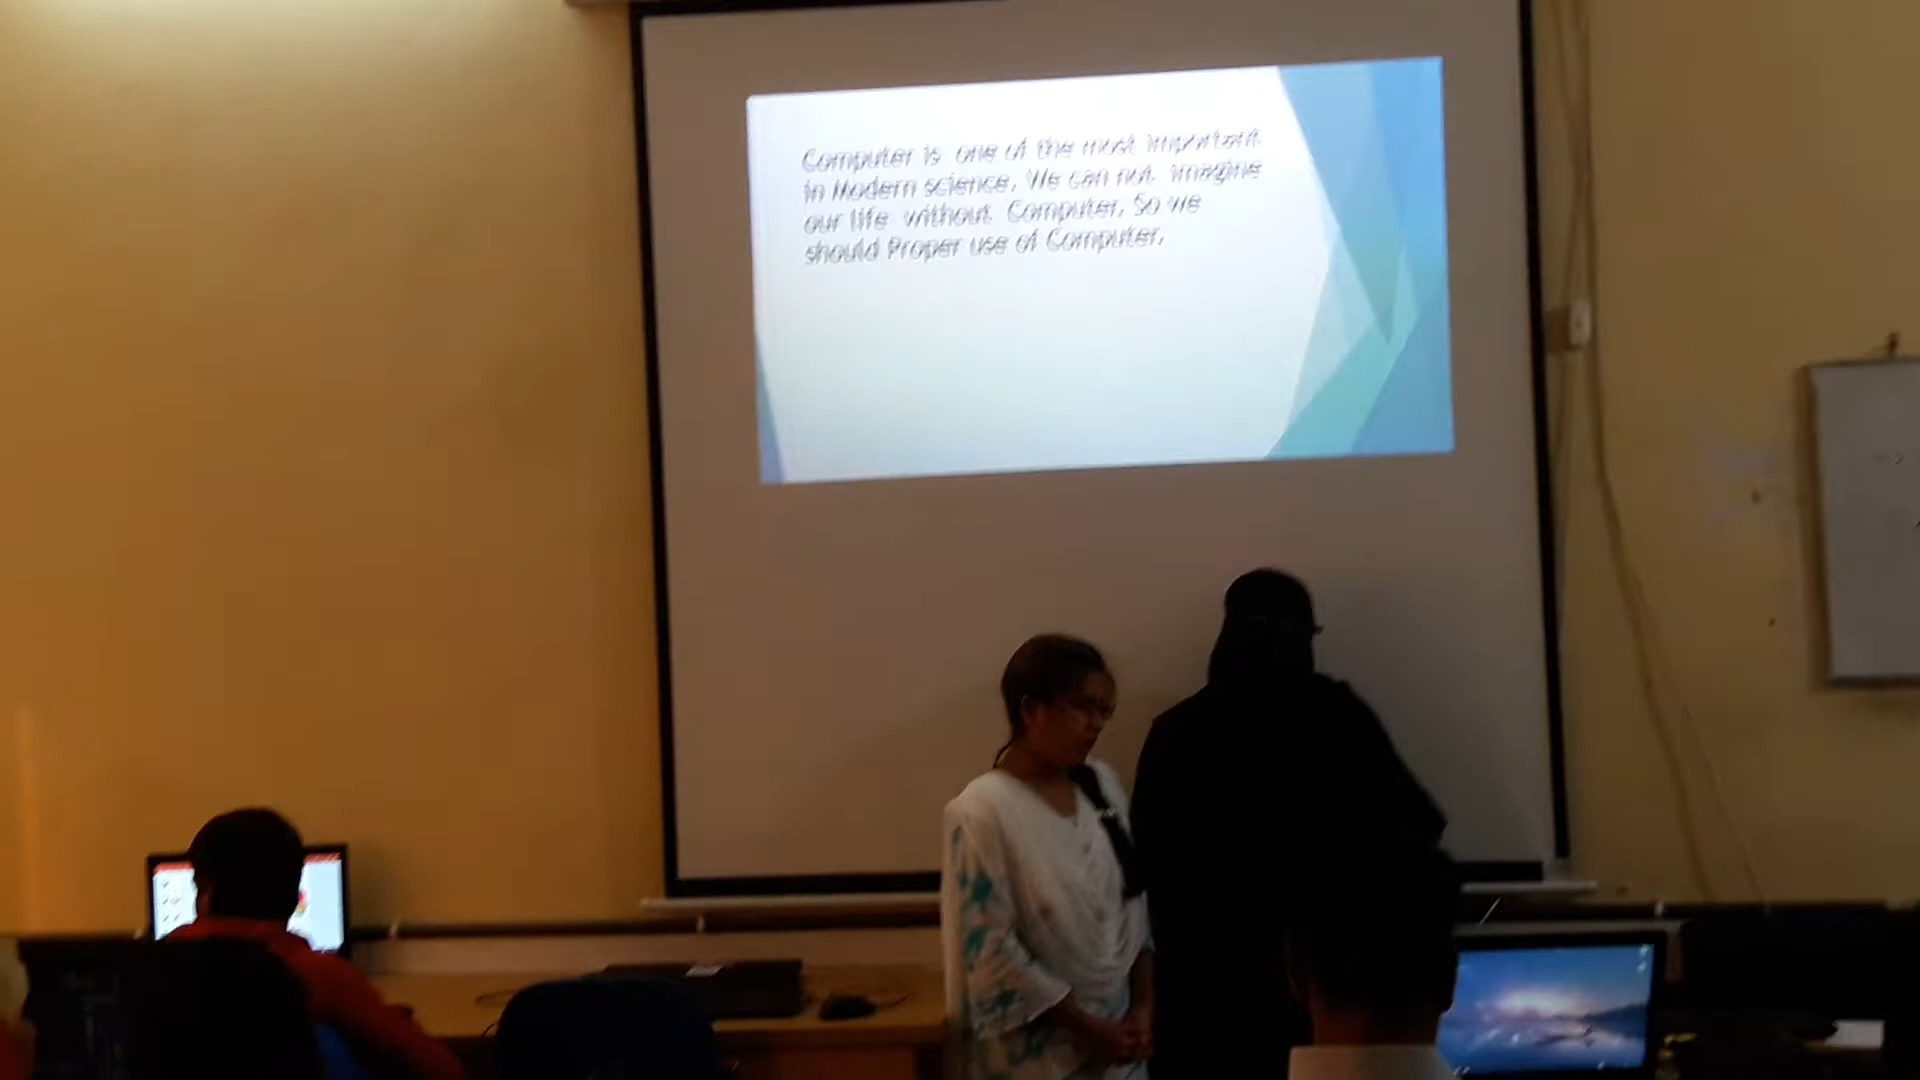 Computer is one of the most important
in Modern science, We can not imagine
our life without Computer, So we
should Proper use of Computer,